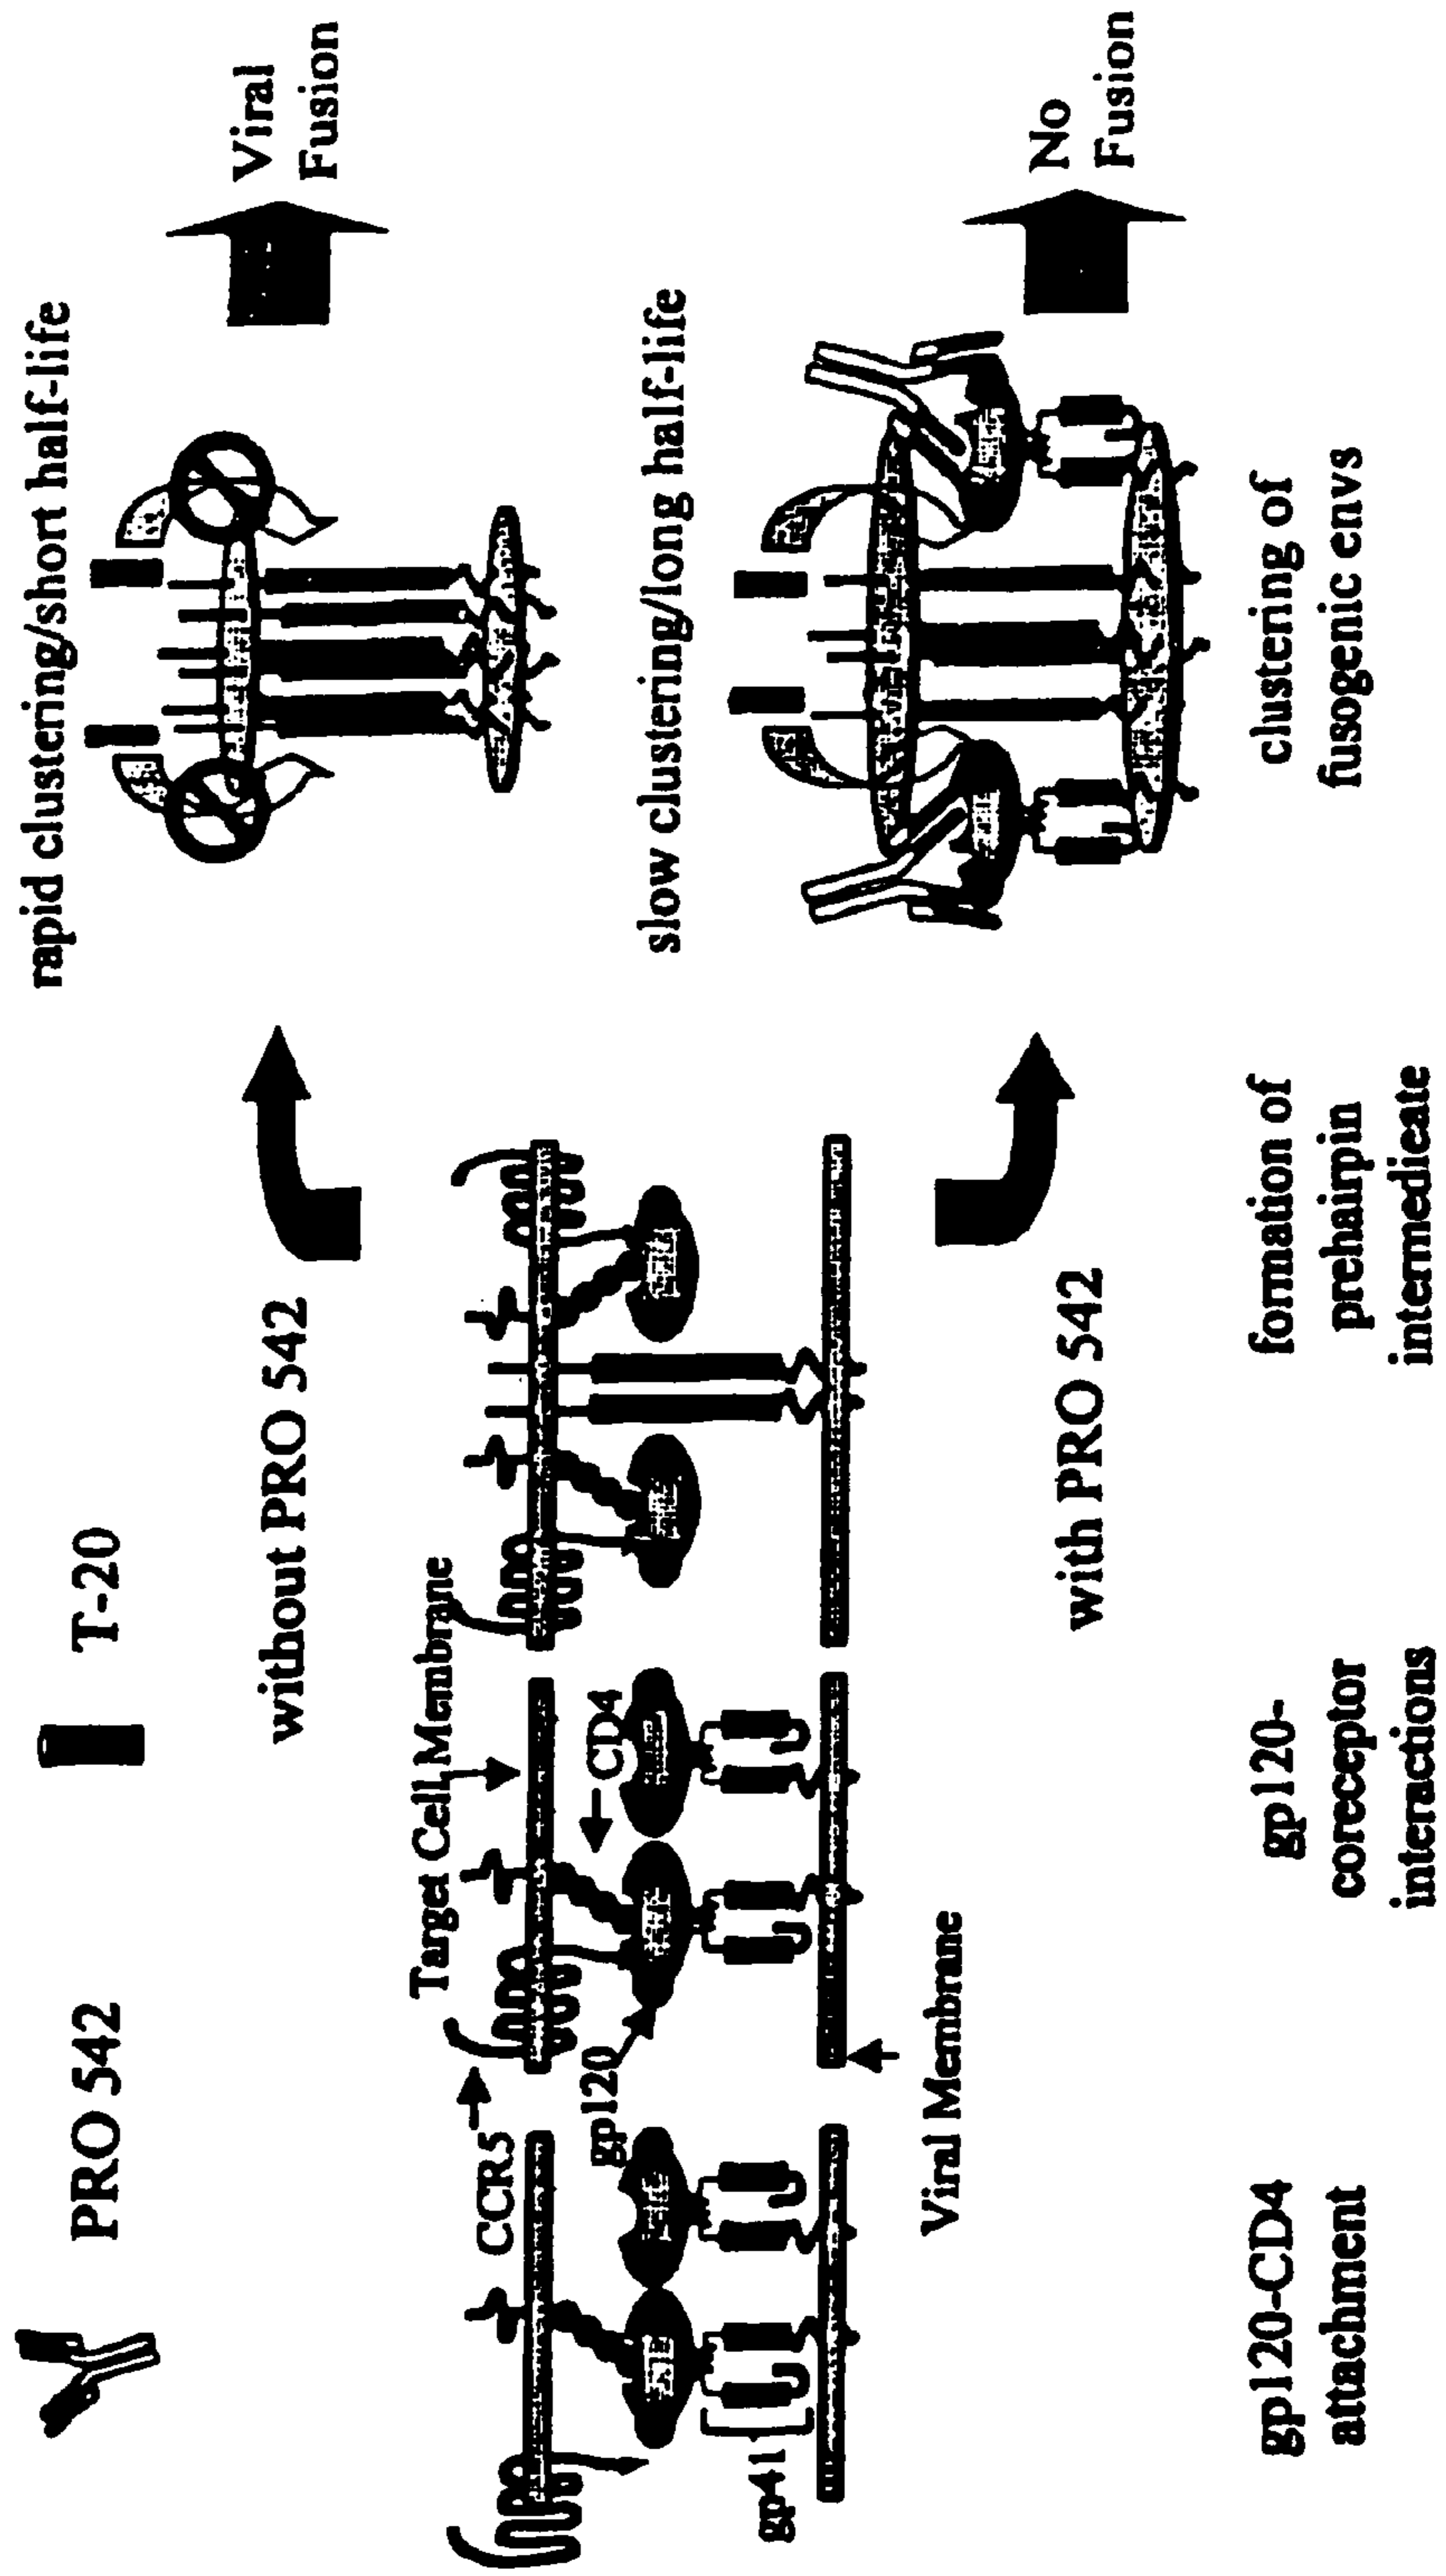 PRO 542
T-20
rapid clustering/short half-life
without PRO 542
Viral
Fusion
Target Cell Membrane
CCR5
gp120
CD4
gp41
Viral Membrane
with PRO 542
slow clustering/long half-life
No
Fusion
gp120-CD4
attachment
gp120-
coreceptor
interactions
formation of
prehairpin
intermedicate
clustering of
fusogenic envs